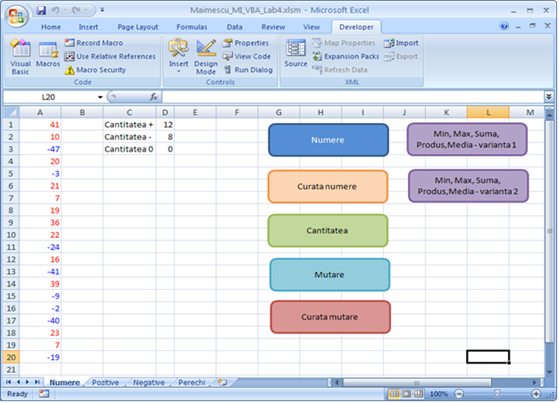 Maimescu_MI_VBA_Lab4.xlsm - Microsoft Excel
Home Insert Page Layout Formulas Data Review View Developer
Visual Basic
Macros
Record Macro
Use Relative References
Macro Security
Code
Insert
Design Mode
Properties
View Code
Run Dialog
Controls
Source
Map Properties
Expansion Packs
Refresh Data
Import
Export
XML
L20
fx
A B C D E F G H I J K L M
1 41 Cantitatea + 12
2 10 Cantitatea - 8
3 -47 Cantitatea 0 0
4 20
5 -3
6 21
7 7
8 19
9 36
10 22
11 -24
12 16
13 -41
14 39
15 -9
16 -2
17 -40
18 23
19 7
20 -19
21
Numere
Curata numere
Cantitatea
Mutare
Curata mutare
Min, Max, Suma,
Produs,Media - varianta 1
Min, Max, Suma,
Produs,Media - varianta 2
Numere Pozitive Negative Perechi
Ready
100%